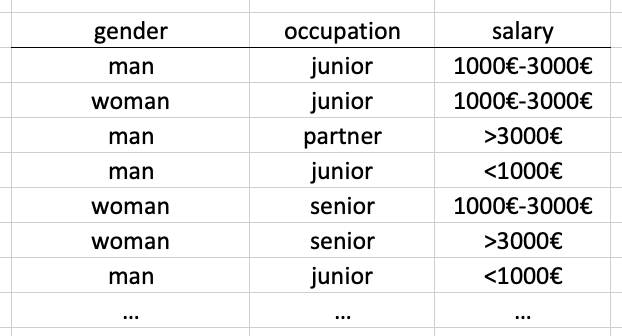 gender occupation salary
man junior 1000€-3000€
woman junior 1000€-3000€
man partner >3000€
man junior <1000€
woman senior 1000€-3000€
woman senior >3000€
man junior <1000€
... ... ...